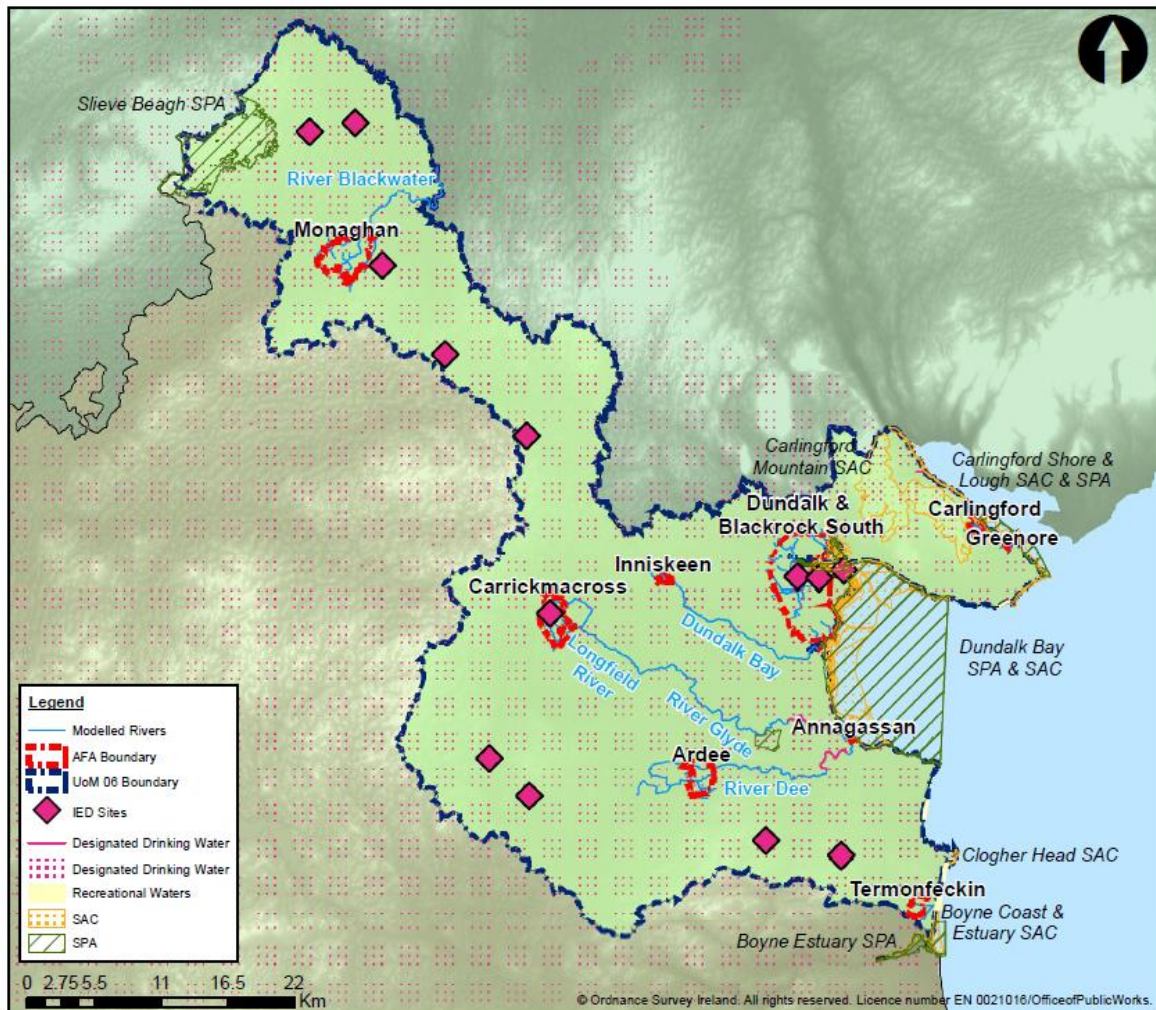 Slieve Beagh SPA
River Blackwater
Monaghan
Carlingford
Mountain SAC
Carlingford Shore &
Lough SAC & SPA
Dundalk &
Blackrock South
Carlingford
Greenore
Inniskeen
Carrickmacross
Longfield
River
Dundalk Bay
River Glyde
Dundalk Bay
SPA & SAC
Annagassan
Ardee
River Dee
Clogher Head SAC
Termonfeckin
Boyne Coast &
Estuary SAC
Boyne Estuary SPA
Legend
Modelled Rivers
AFA Boundary
UoM 06 Boundary
IED Sites
Designated Drinking Water
Designated Drinking Water
Recreational Waters
SAC
SPA
0 2.75 5.5 11 16.5 22
Km
© Ordnance Survey Ireland. All rights reserved. Licence number EN 0021016/OfficeofPublicWorks.